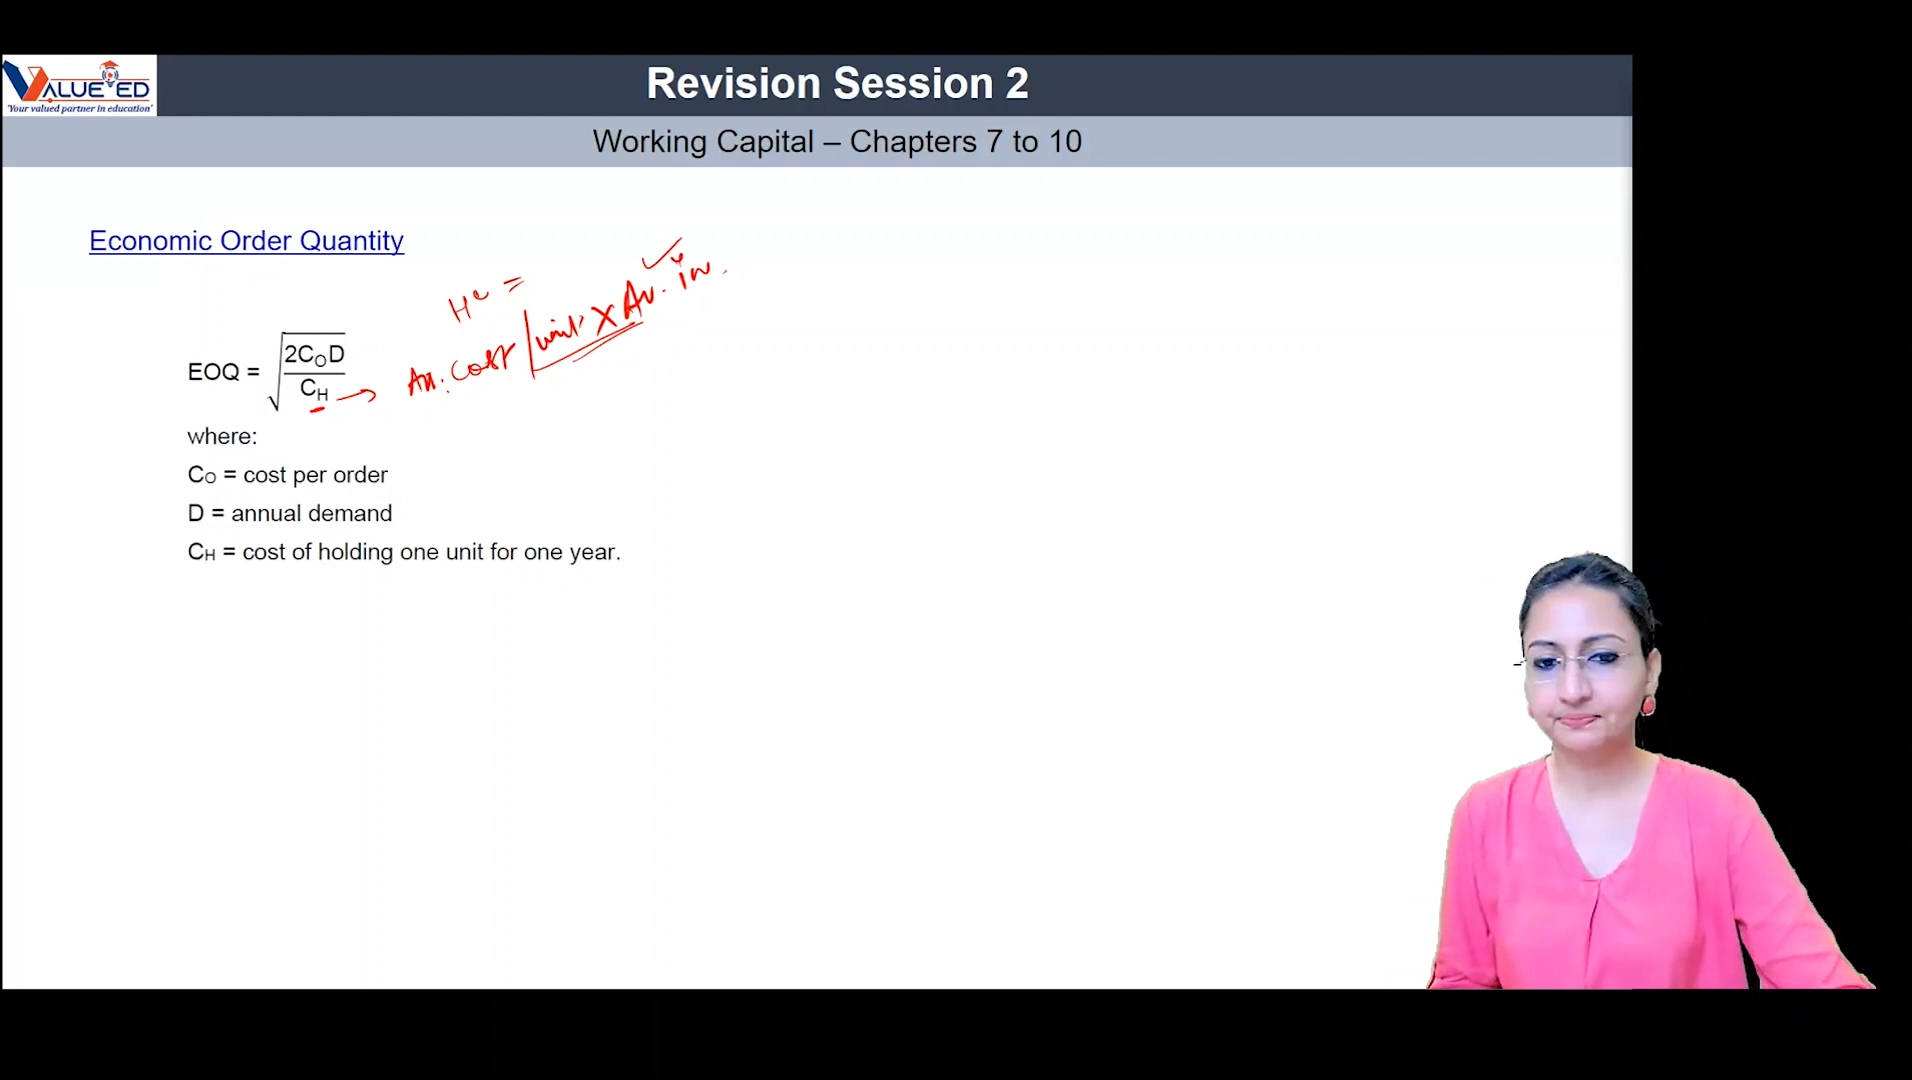 VALUE ED
'Your valued partner in education'
Revision Session 2
Working Capital – Chapters 7 to 10
Economic Order Quantity
Hc =
An. cost / unit X Av. in
EOQ = √ 2COD
CH
where:
CO = cost per order
D = annual demand
CH = cost of holding one unit for one year.